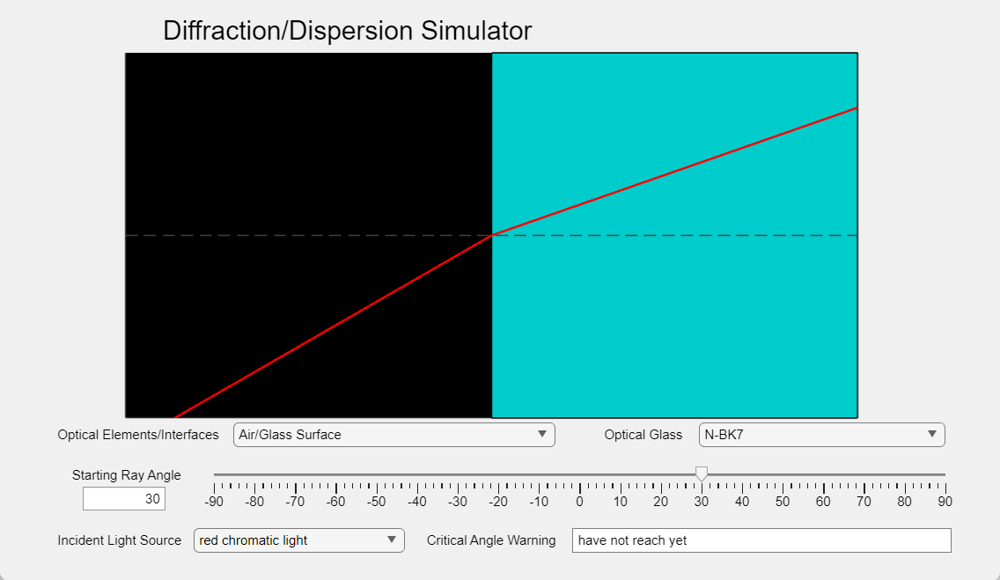 Diffraction/Dispersion Simulator
Optical Elements/Interfaces Air/Glass Surface Optical Glass N-BK7
Starting Ray Angle
30
-90 -80 -70 -60 -50 -40 -30 -20 -10 0 10 20 30 40 50 60 70 80 90
Incident Light Source red chromatic light Critical Angle Warning have not reach yet